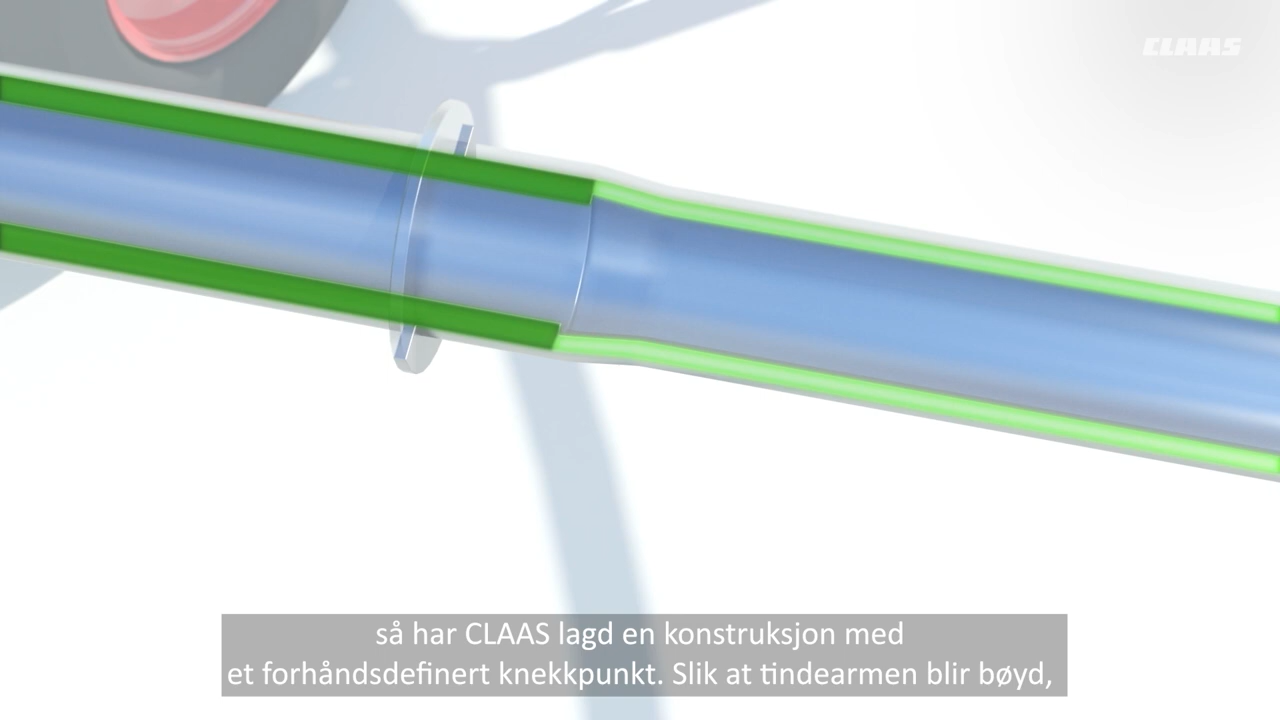 CLAAS
så har CLAAS lagd en konstruksjon med
et forhåndsdefinert knekkpunkt. Slik at tindearmen blir bøyd,